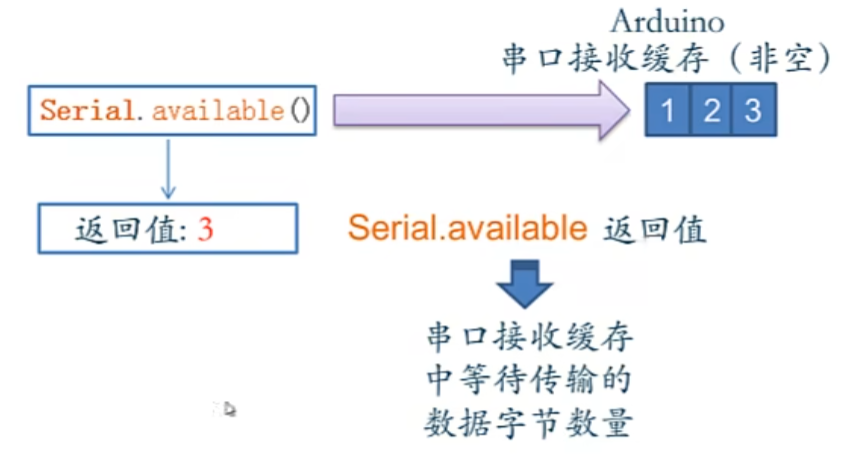 Arduino
串口接收缓存（非空）
Serial.available()
1 2 3
返回值: 3
Serial.available 返回值
串口接收缓存
中等待传输的
数据字节数量